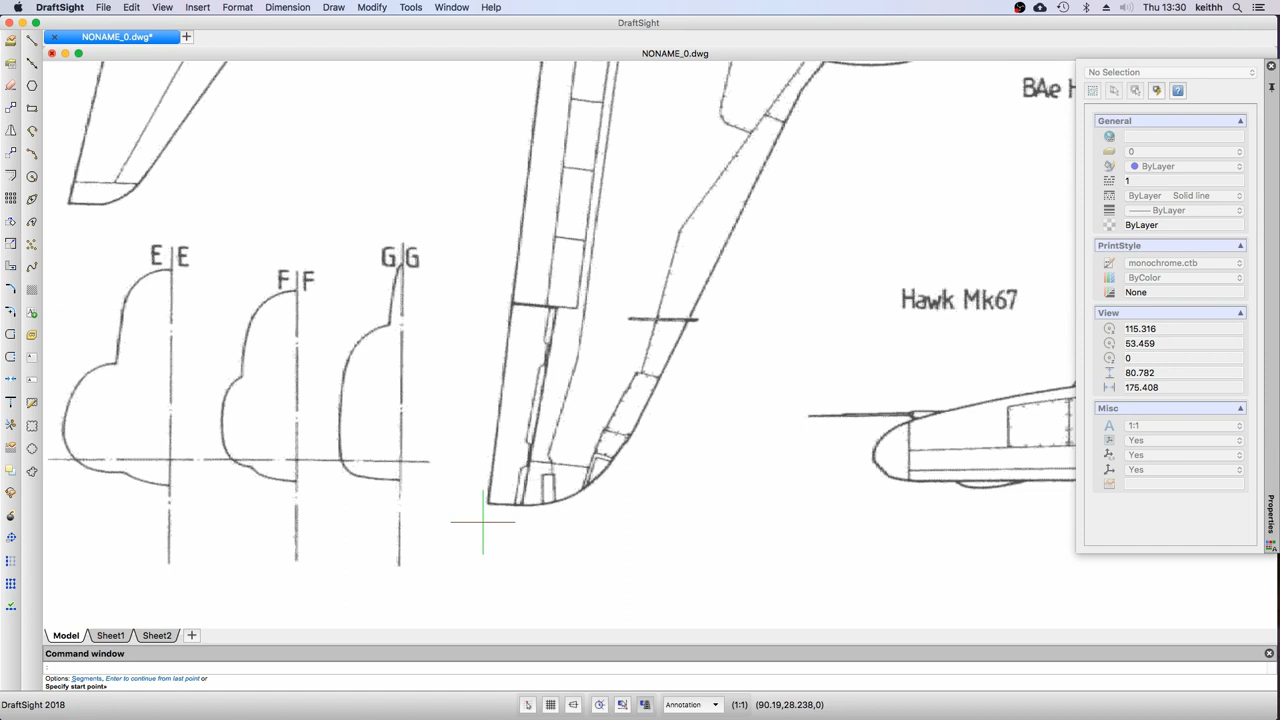 DraftSight File Edit View Insert Format Dimension Draw Modify Tools Window Help Thu 13:30 keithh
DraftSight
NONAME_0.dwg*
NONAME_0.dwg
No Selection
BAe H
General
0
ByLayer
1
ByLayer Solid line
ByLayer
ByLayer
E E
G G
F F
PrintStyle
monochrome.ctb
ByColor
None
Hawk Mk67
View
115.316
53.459
0
80.782
175.408
Misc
1:1
Yes
Yes
Yes
Properties
Model Sheet1 Sheet2
Command window
:
Options: Segments, Enter to continue from last point or
Specify start point»
DraftSight 2018 Annotation (1:1) (90.19,28.238,0)